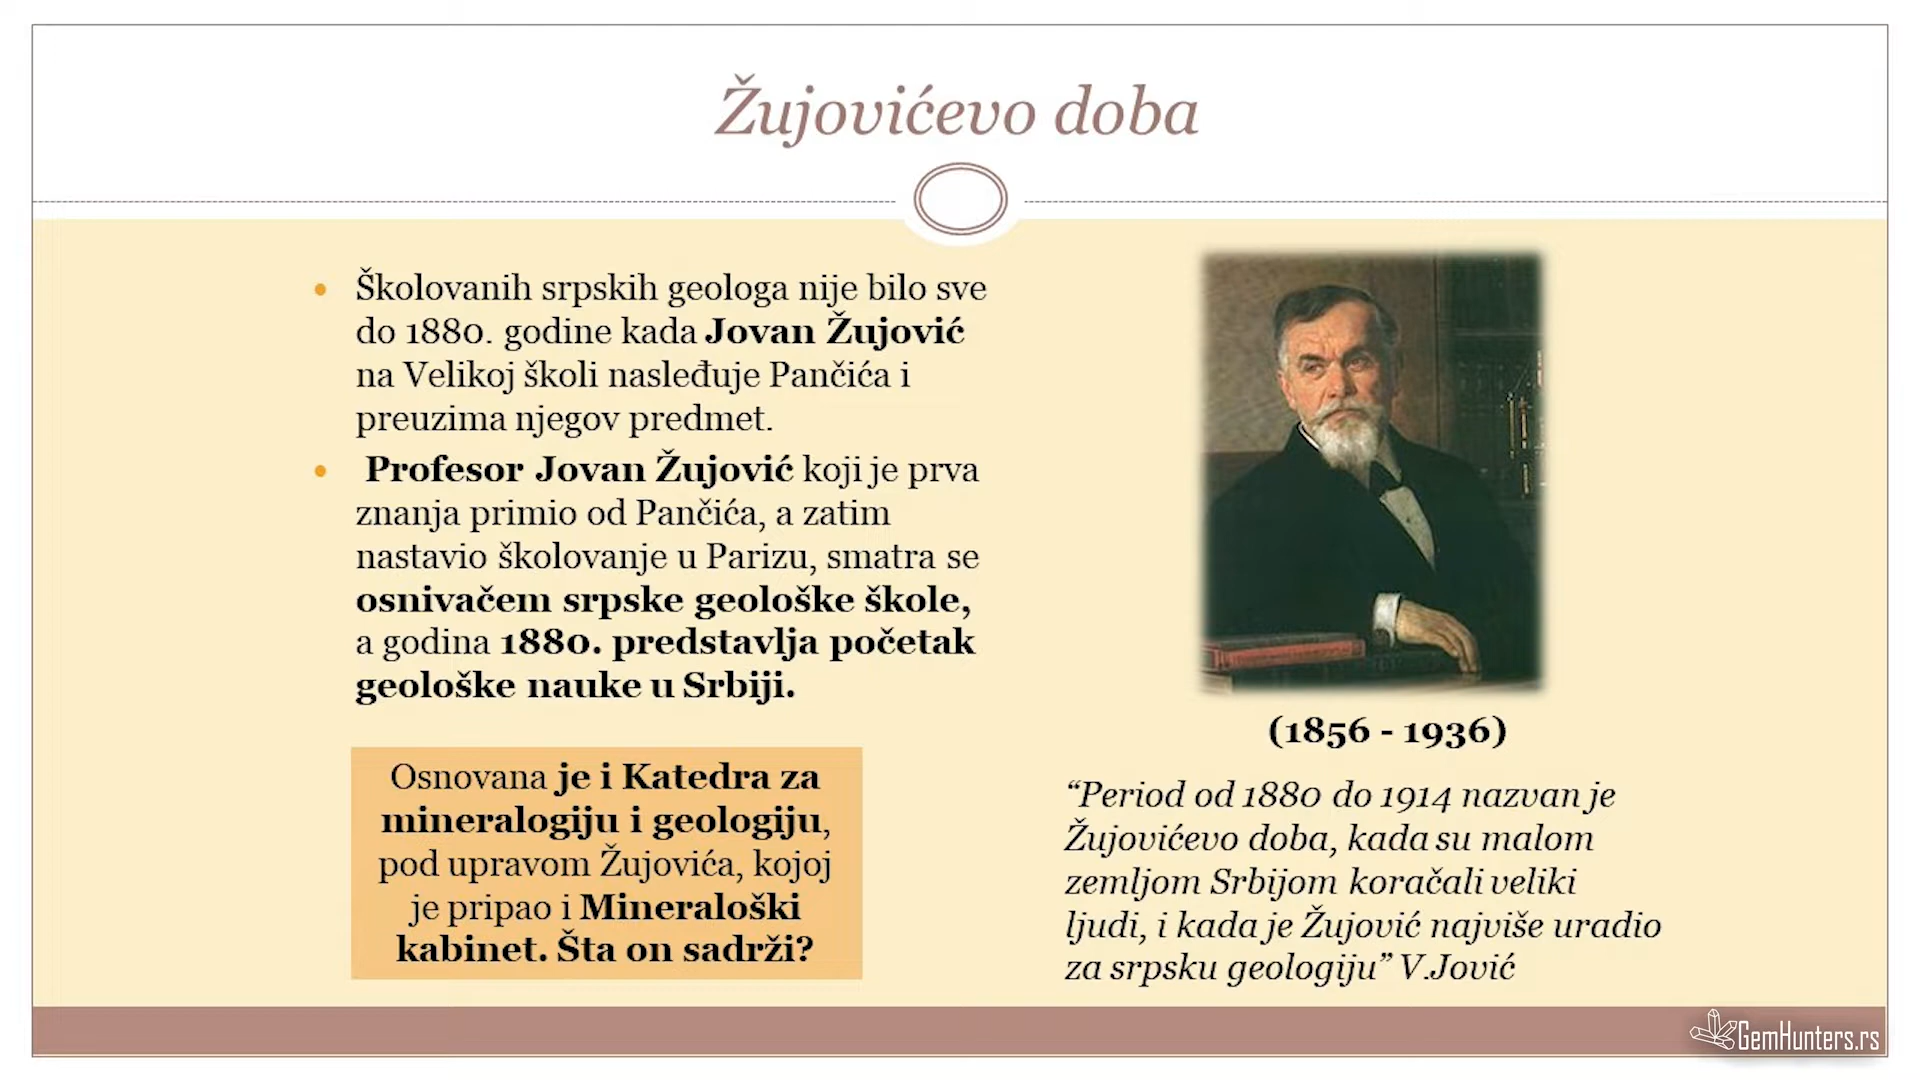 Žujovićevo doba
Školovanih srpskih geologa nije bilo sve
do 1880. godine kada Jovan Žujović
na Velikoj školi nasleđuje Pančića i
preuzima njegov predmet.
Profesor Jovan Žujović koji je prva
znanja primio od Pančića, a zatim
nastavio školovanje u Parizu, smatra se
osnivačem srpske geološke škole,
a godina 1880. predstavlja početak
geološke nauke u Srbiji.
Osnovana je i Katedra za
mineralogiju i geologiju,
pod upravom Žujovića, kojoj
je pripao i Mineraloški
kabinet. Šta on sadrži?
(1856 - 1936)
“Period od 1880 do 1914 nazvan je
Žujovićevo doba, kada su malom
zemljom Srbijom koračali veliki
ljudi, i kada je Žujović najviše uradio
za srpsku geologiju” V.Jović
GemHunters.rs